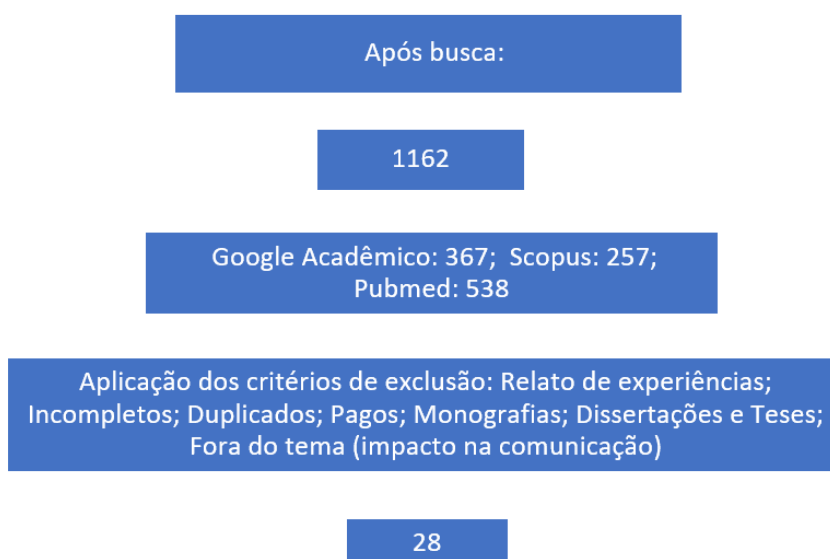 Após busca:
1162
Google Acadêmico: 367; Scopus: 257;
Pubmed: 538
Aplicação dos critérios de exclusão: Relato de experiências;
Incompletos; Duplicados; Pagos; Monografias; Dissertações e Teses;
Fora do tema (impacto na comunicação)
28